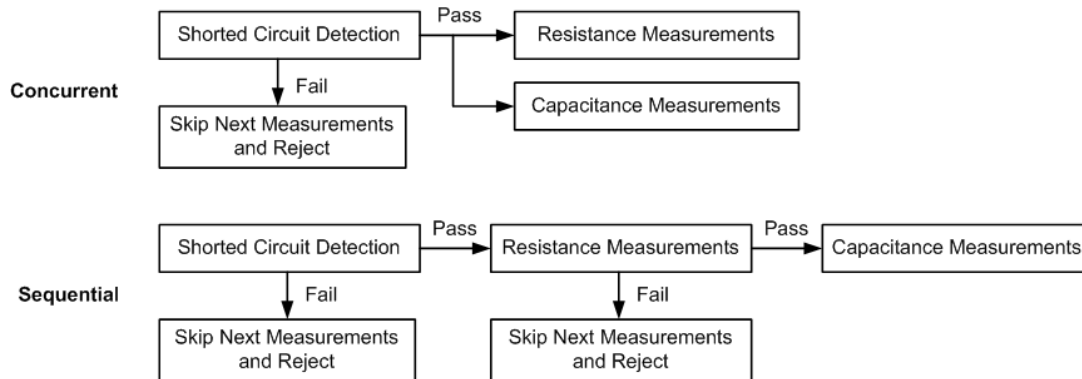 Concurrent
Shorted Circuit Detection
Pass
Resistance Measurements
Capacitance Measurements
Fail
Skip Next Measurements
and Reject
Sequential
Shorted Circuit Detection
Pass
Resistance Measurements
Pass
Capacitance Measurements
Fail
Skip Next Measurements
and Reject
Fail
Skip Next Measurements
and Reject